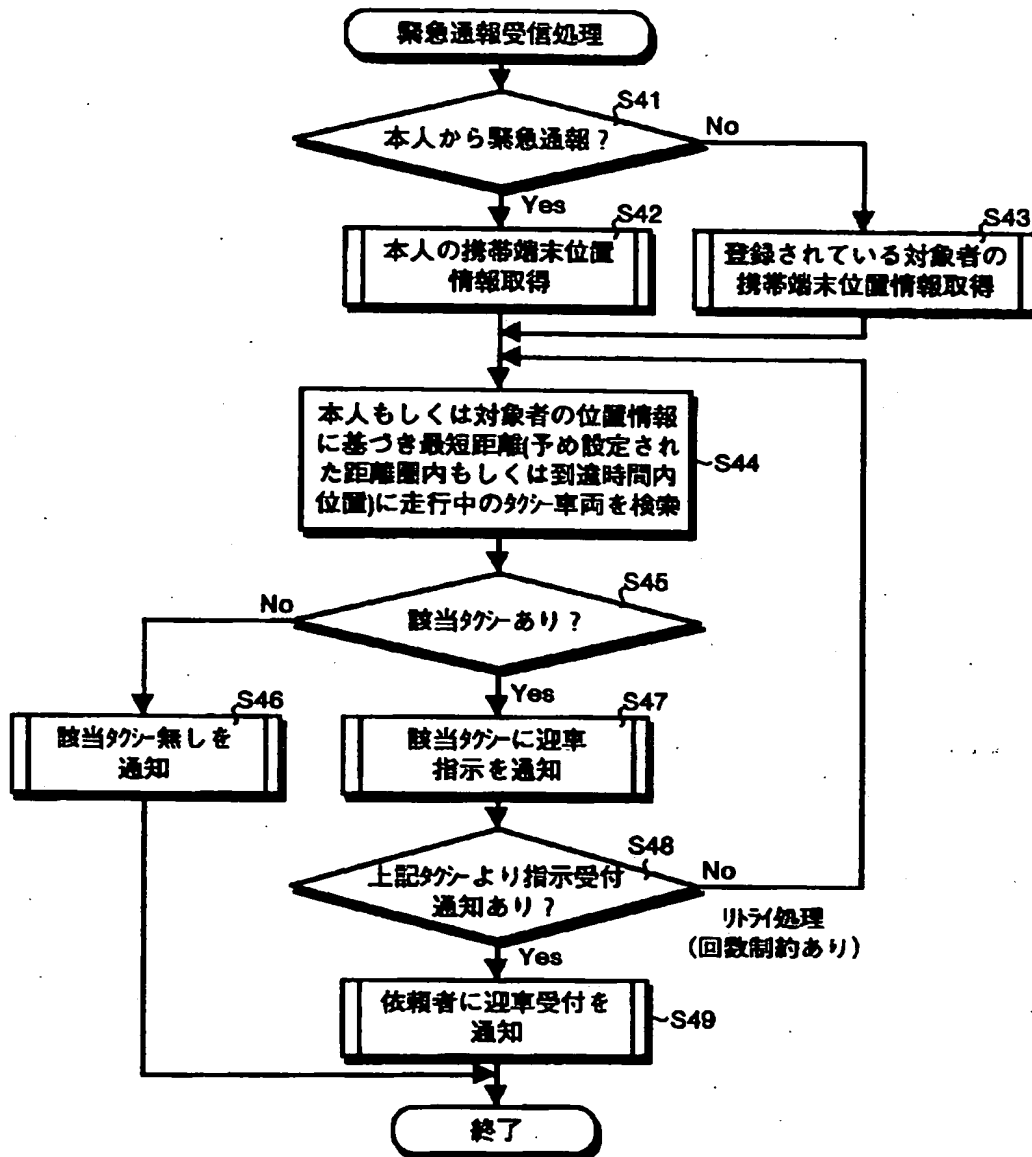 緊急通報受信処理
S41
本人から緊急通報？
No
Yes
S42
本人の携帯端末位置
情報取得
S43
登録されている対象者の
携帯端末位置情報取得
本人もしくは対象者の位置情報
に基づき最短距離(予め設定され
た距離圏内もしくは到達時間内
位置)に走行中のタクシー車両を検索
S44
S45
該当タクシーあり？
No
Yes
S46
該当タクシー無しを
通知
S47
該当タクシーに迎車
指示を通知
S48
上記タクシーより指示受付
通知あり？
No
リトライ処理
（回数制約あり）
Yes
依頼者に迎車受付を
通知
S49
終了